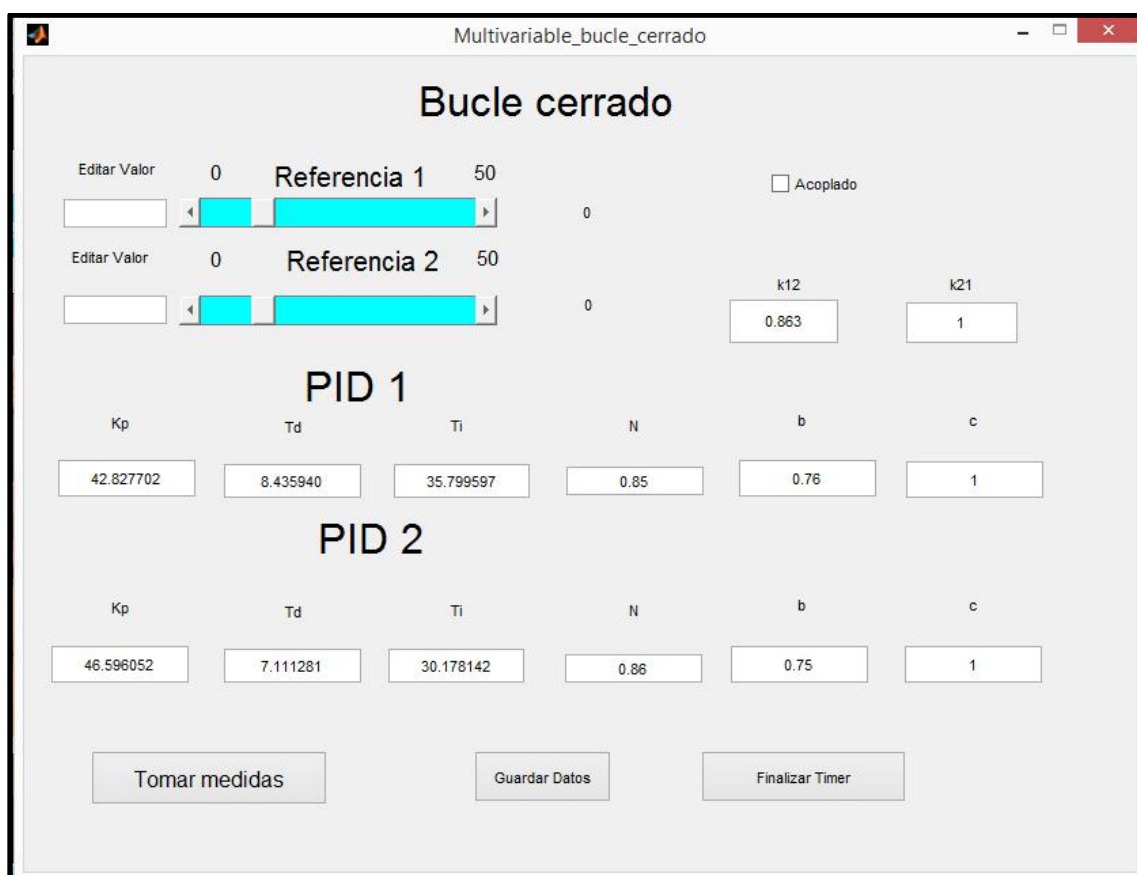 Multivariable_bucle_cerrado
Bucle cerrado
Editar Valor 0 Referencia 1 50
Acoplado
0
Editar Valor 0 Referencia 2 50
0
k12 k21
0.863 1
PID 1
Kp Td Ti N b c
42.827702 8.435940 35.799597 0.85 0.76 1
PID 2
Kp Td Ti N b c
46.596052 7.111281 30.178142 0.86 0.75 1
Tomar medidas Guardar Datos Finalizar Timer